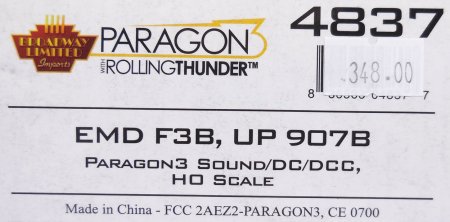 4837
BROADWAY
LIMITED
Imports
PARAGON3
WITH ROLLINGTHUNDER™
348.00
EMD F3B, UP 907B
PARAGON3 SOUND/DC/DCC,
HO SCALE
Made in China - FCC 2AEZ2-PARAGON3, CE 0700